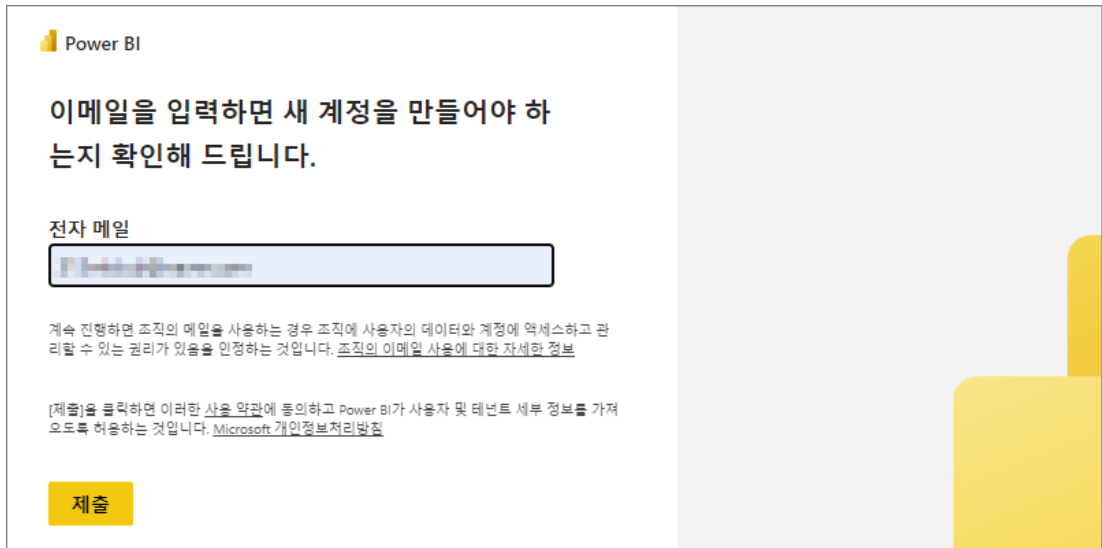 Power BI
이메일을 입력하면 새 계정을 만들어야 하
는지 확인해 드립니다.
전자 메일
계속 진행하면 조직의 메일을 사용하는 경우 조직에 사용자의 데이터와 계정에 액세스하고 관
리할 수 있는 권리가 있음을 인정하는 것입니다. 조직의 이메일 사용에 대한 자세한 정보
[제출]을 클릭하면 이러한 사용 약관에 동의하고 Power BI가 사용자 및 테넌트 세부 정보를 가져
오도록 허용하는 것입니다. Microsoft 개인정보처리방침
제출